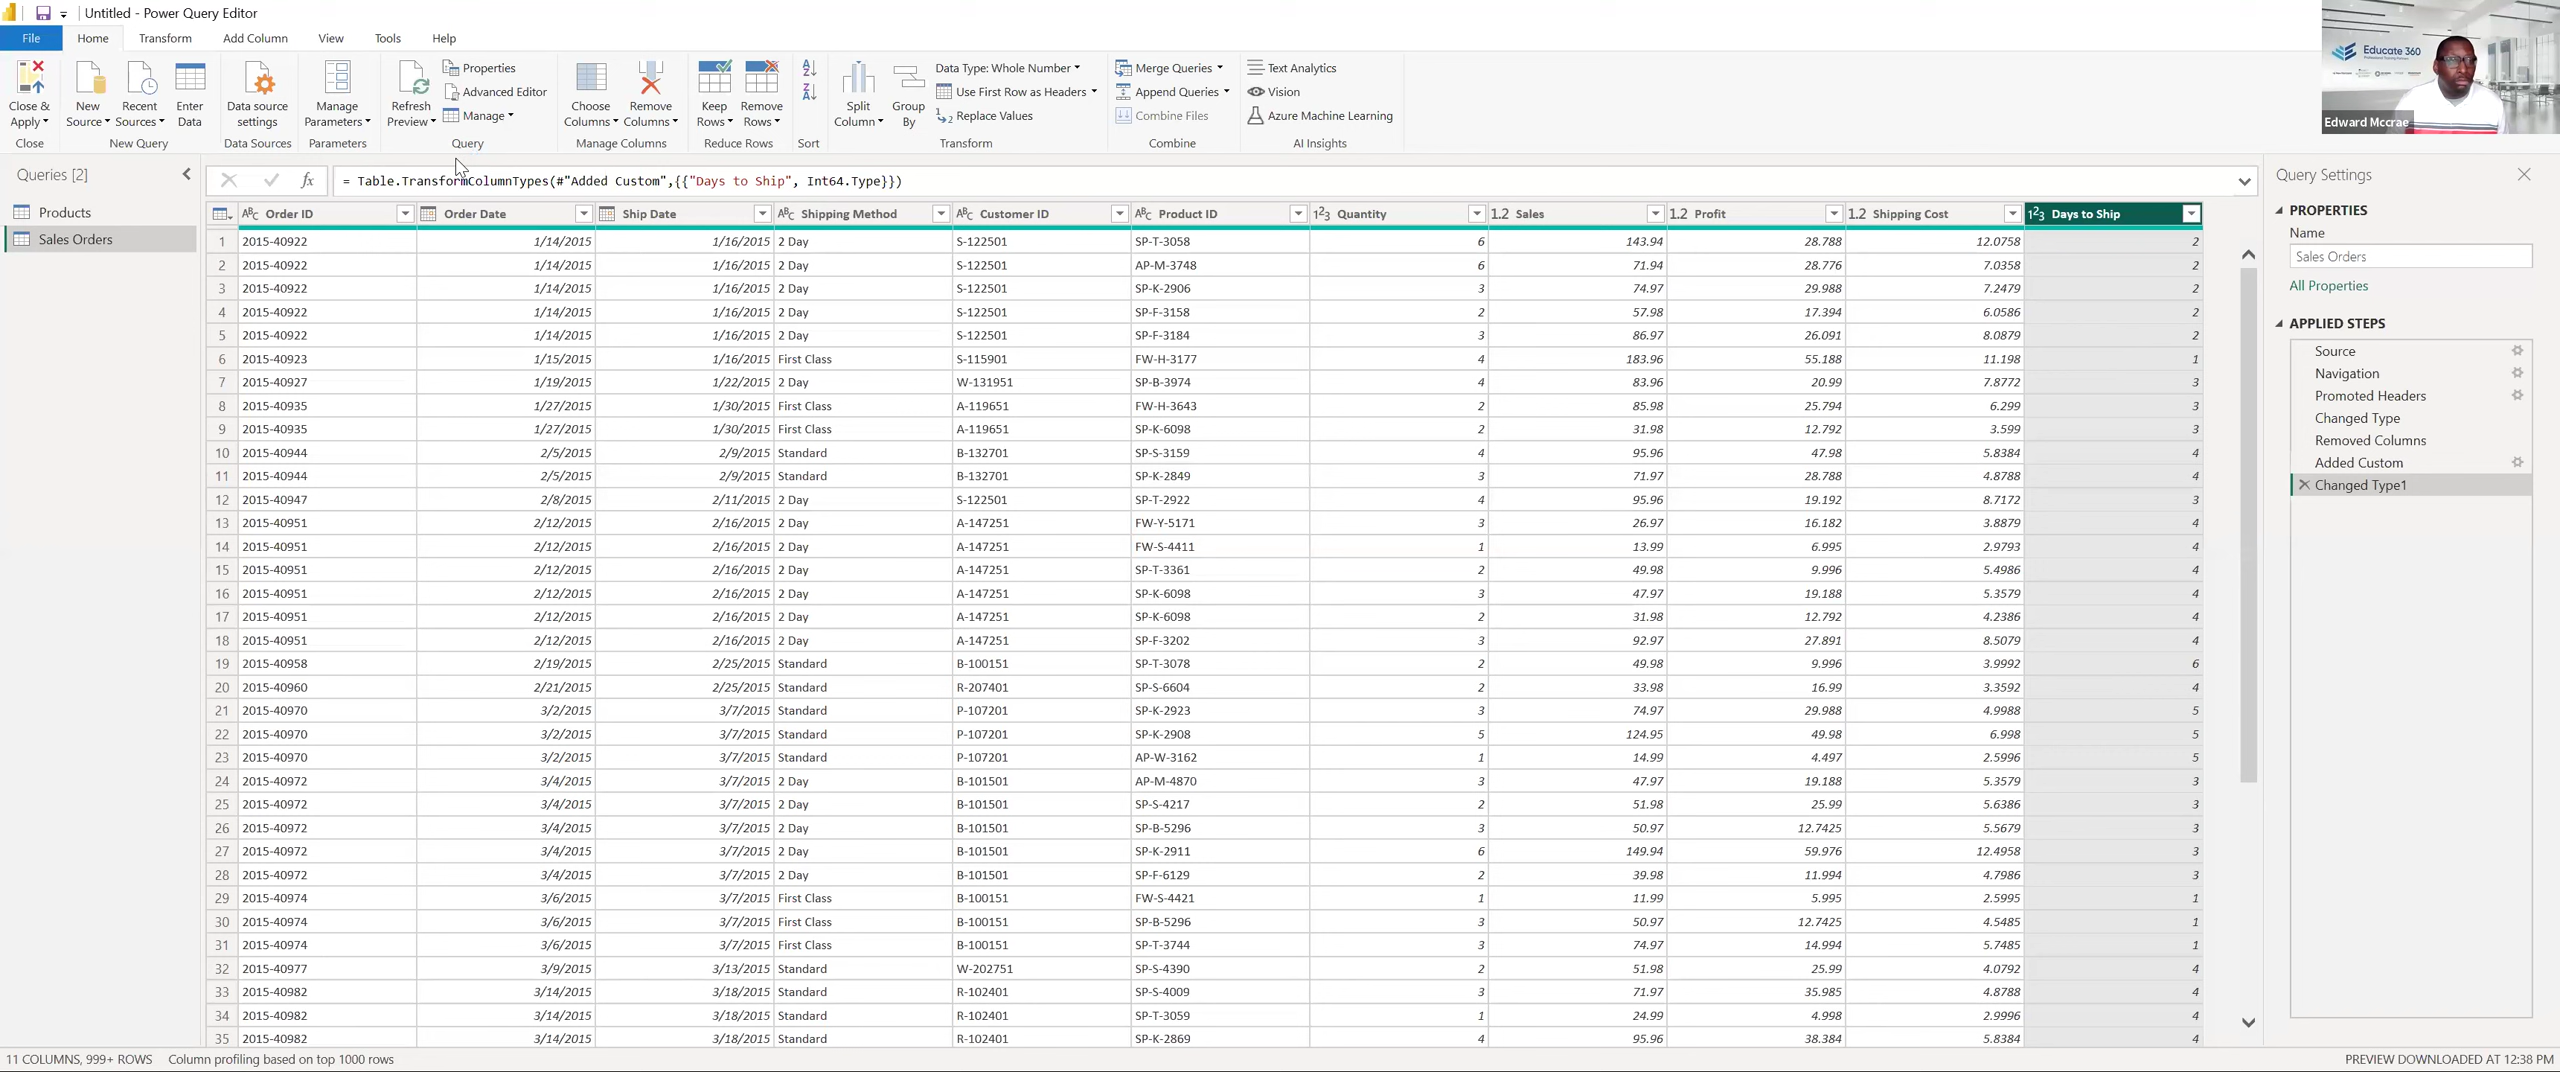 Untitled - Power Query Editor
File Home Transform Add Column View Tools Help
Close & Apply
New Source
Recent Sources
Enter Data
Data source settings
Manage Parameters
Refresh Preview
Properties
Advanced Editor
Manage
Choose Columns
Remove Columns
Keep Rows
Remove Rows
Split Column
Group By
Data Type: Whole Number
Use First Row as Headers
Replace Values
Merge Queries
Append Queries
Combine Files
Text Analytics
Vision
Azure Machine Learning
Close New Query Data Sources Parameters Query Manage Columns Reduce Rows Sort Transform Combine AI Insights
Educate 360
Edward Mccrae
Queries [2]
Products
Sales Orders
fx = Table.TransformColumnTypes(#"Added Custom",{{"Days to Ship", Int64.Type}})
Order ID Order Date Ship Date Shipping Method Customer ID Product ID Quantity Sales Profit Shipping Cost Days to Ship
1 2015-40922 1/14/2015 1/16/2015 2 Day S-122501 SP-T-3058 6 143.94 28.788 12.0758 2
2 2015-40922 1/14/2015 1/16/2015 2 Day S-122501 AP-M-3748 6 71.94 28.776 7.0358 2
3 2015-40922 1/14/2015 1/16/2015 2 Day S-122501 SP-K-2906 3 74.97 29.988 7.2479 2
4 2015-40922 1/14/2015 1/16/2015 2 Day S-122501 SP-F-3158 2 57.98 17.394 6.0586 2
5 2015-40922 1/14/2015 1/16/2015 2 Day S-122501 SP-F-3184 3 86.97 26.091 8.0879 2
6 2015-40923 1/15/2015 1/16/2015 First Class S-115901 FW-H-3177 4 183.96 55.188 11.198 1
7 2015-40927 1/19/2015 1/22/2015 2 Day W-131951 SP-B-3974 4 83.96 20.99 7.8772 3
8 2015-40935 1/27/2015 1/30/2015 First Class A-119651 FW-H-3643 2 85.98 25.794 6.299 3
9 2015-40935 1/27/2015 1/30/2015 First Class A-119651 SP-K-6098 2 31.98 12.792 3.599 3
10 2015-40944 2/5/2015 2/9/2015 Standard B-132701 SP-S-3159 4 95.96 47.98 5.8384 4
11 2015-40944 2/5/2015 2/9/2015 Standard B-132701 SP-K-2849 3 71.97 28.788 4.8788 4
12 2015-40947 2/8/2015 2/11/2015 2 Day S-122501 SP-T-2922 4 95.96 19.192 8.7172 3
13 2015-40951 2/12/2015 2/16/2015 2 Day A-147251 FW-Y-5171 3 26.97 16.182 3.8879 4
14 2015-40951 2/12/2015 2/16/2015 2 Day A-147251 FW-S-4411 1 13.99 6.995 2.9793 4
15 2015-40951 2/12/2015 2/16/2015 2 Day A-147251 SP-T-3361 2 49.98 9.996 5.4986 4
16 2015-40951 2/12/2015 2/16/2015 2 Day A-147251 SP-K-6098 3 47.97 19.188 5.3579 4
17 2015-40951 2/12/2015 2/16/2015 2 Day A-147251 SP-K-6098 2 31.98 12.792 4.2386 4
18 2015-40951 2/12/2015 2/16/2015 2 Day A-147251 SP-F-3202 3 92.97 27.891 8.5079 4
19 2015-40958 2/19/2015 2/25/2015 Standard B-100151 SP-T-3078 2 49.98 9.996 3.9992 6
20 2015-40960 2/21/2015 2/25/2015 Standard R-207401 SP-S-6604 2 33.98 16.99 3.3592 4
21 2015-40970 3/2/2015 3/7/2015 Standard P-107201 SP-K-2923 3 74.97 29.988 4.9988 5
22 2015-40970 3/2/2015 3/7/2015 Standard P-107201 SP-K-2908 5 124.95 49.98 6.998 5
23 2015-40970 3/2/2015 3/7/2015 Standard P-107201 AP-W-3162 1 14.99 4.497 2.5996 5
24 2015-40972 3/4/2015 3/7/2015 2 Day B-101501 AP-M-4870 3 47.97 19.188 5.3579 3
25 2015-40972 3/4/2015 3/7/2015 2 Day B-101501 SP-S-4217 2 51.98 25.99 5.6386 3
26 2015-40972 3/4/2015 3/7/2015 2 Day B-101501 SP-B-5296 3 50.97 12.7425 5.5679 3
27 2015-40972 3/4/2015 3/7/2015 2 Day B-101501 SP-K-2911 6 149.94 59.976 12.4958 3
28 2015-40972 3/4/2015 3/7/2015 2 Day B-101501 SP-F-6129 2 39.98 11.994 4.7986 3
29 2015-40974 3/6/2015 3/7/2015 First Class B-100151 FW-S-4421 1 11.99 5.995 2.5995 1
30 2015-40974 3/6/2015 3/7/2015 First Class B-100151 SP-B-5296 3 50.97 12.7425 4.5485 1
31 2015-40974 3/6/2015 3/7/2015 First Class B-100151 SP-T-3744 3 74.97 14.994 5.7485 1
32 2015-40977 3/9/2015 3/13/2015 Standard W-202751 SP-S-4390 2 51.98 25.99 4.0792 4
33 2015-40982 3/14/2015 3/18/2015 Standard R-102401 SP-S-4009 3 71.97 35.985 4.8788 4
34 2015-40982 3/14/2015 3/18/2015 Standard R-102401 SP-T-3059 1 24.99 4.998 2.9996 4
35 2015-40982 3/14/2015 3/18/2015 Standard R-102401 SP-K-2869 4 95.96 38.384 5.8384 4
Query Settings
PROPERTIES
Name
Sales Orders
All Properties
APPLIED STEPS
Source
Navigation
Promoted Headers
Changed Type
Removed Columns
Added Custom
Changed Type1
11 COLUMNS, 999+ ROWS Column profiling based on top 1000 rows PREVIEW DOWNLOADED AT 12:38 PM